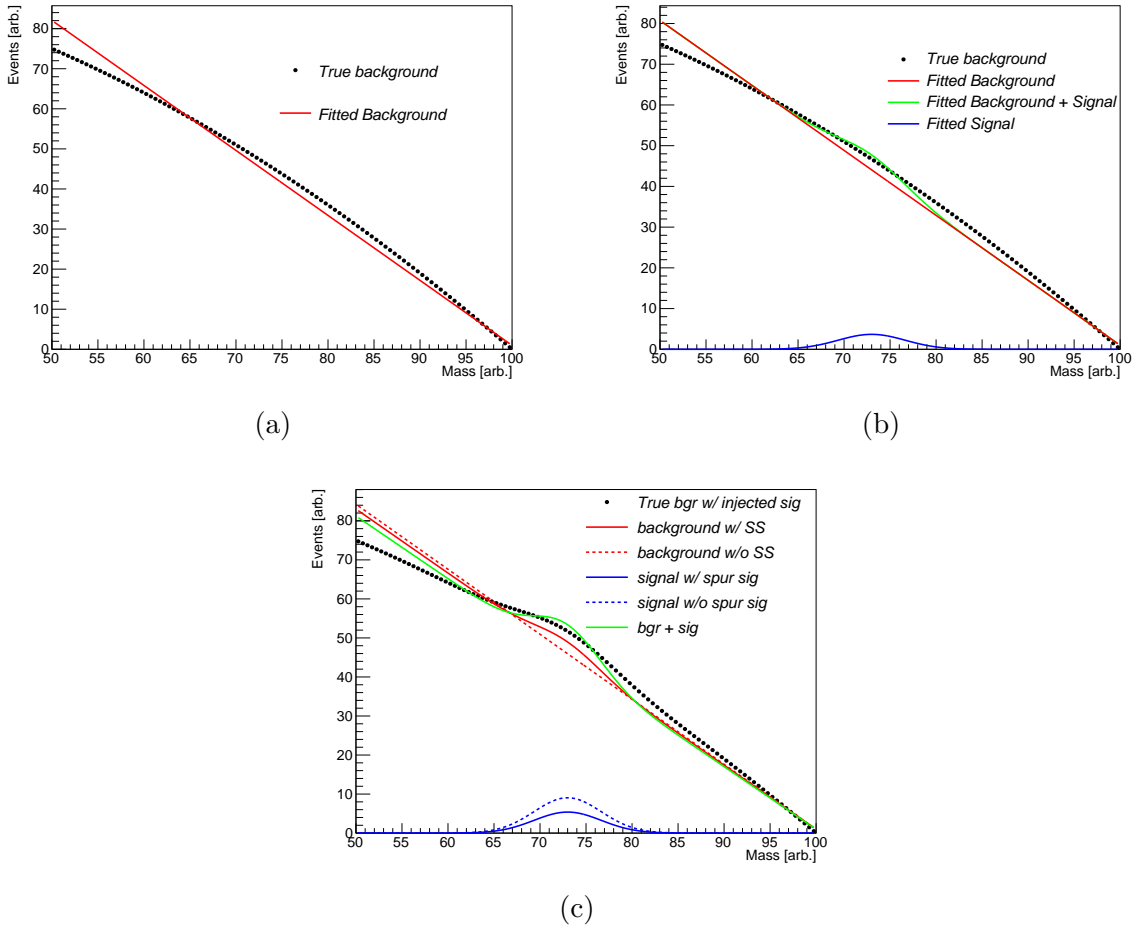 Events [arb.]
80
70
60
50
40
30
20
10
0
True background
Fitted Background
50 55 60 65 70 75 80 85 90 95 100
Mass [arb.]
(a)
Events [arb.]
80
70
60
50
40
30
20
10
0
True background
Fitted Background
Fitted Background + Signal
Fitted Signal
50 55 60 65 70 75 80 85 90 95 100
Mass [arb.]
(b)
Events [arb.]
80
70
60
50
40
30
20
10
0
True bgr w/ injected sig
background w/ SS
background w/o SS
signal w/ spur sig
signal w/o spur sig
bgr + sig
50 55 60 65 70 75 80 85 90 95 100
Mass [arb.]
(c)